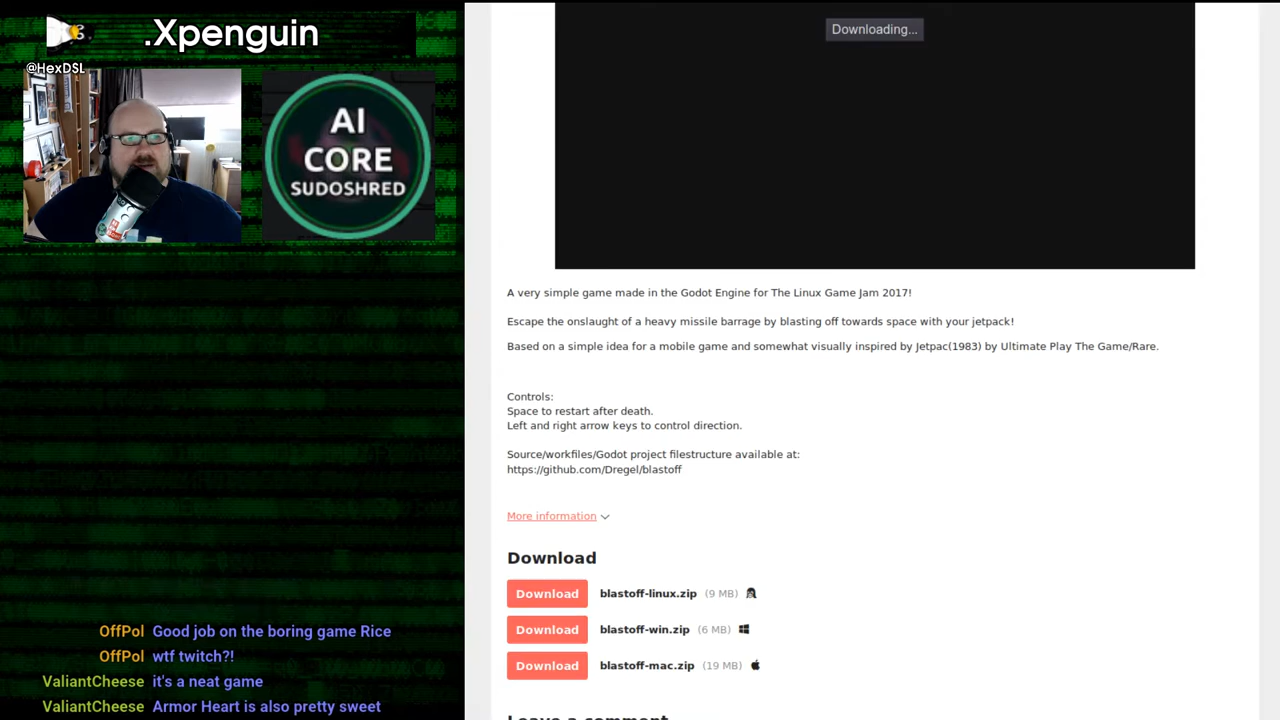 .Xpenguin
@HexDSL
AI
CORE
SUDOSHRED
Downloading...
A very simple game made in the Godot Engine for The Linux Game Jam 2017!
Escape the onslaught of a heavy missile barrage by blasting off towards space with your jetpack!
Based on a simple idea for a mobile game and somewhat visually inspired by Jetpac(1983) by Ultimate Play The Game/Rare.
Controls:
Space to restart after death.
Left and right arrow keys to control direction.
Source/workfiles/Godot project filestructure available at:
https://github.com/Dregel/blastoff
More information
Download
Download blastoff-linux.zip (9 MB)
Download blastoff-win.zip (6 MB)
Download blastoff-mac.zip (19 MB)
Leave a comment
OffPol Good job on the boring game Rice
OffPol wtf twitch?!
ValiantCheese it's a neat game
ValiantCheese Armor Heart is also pretty sweet